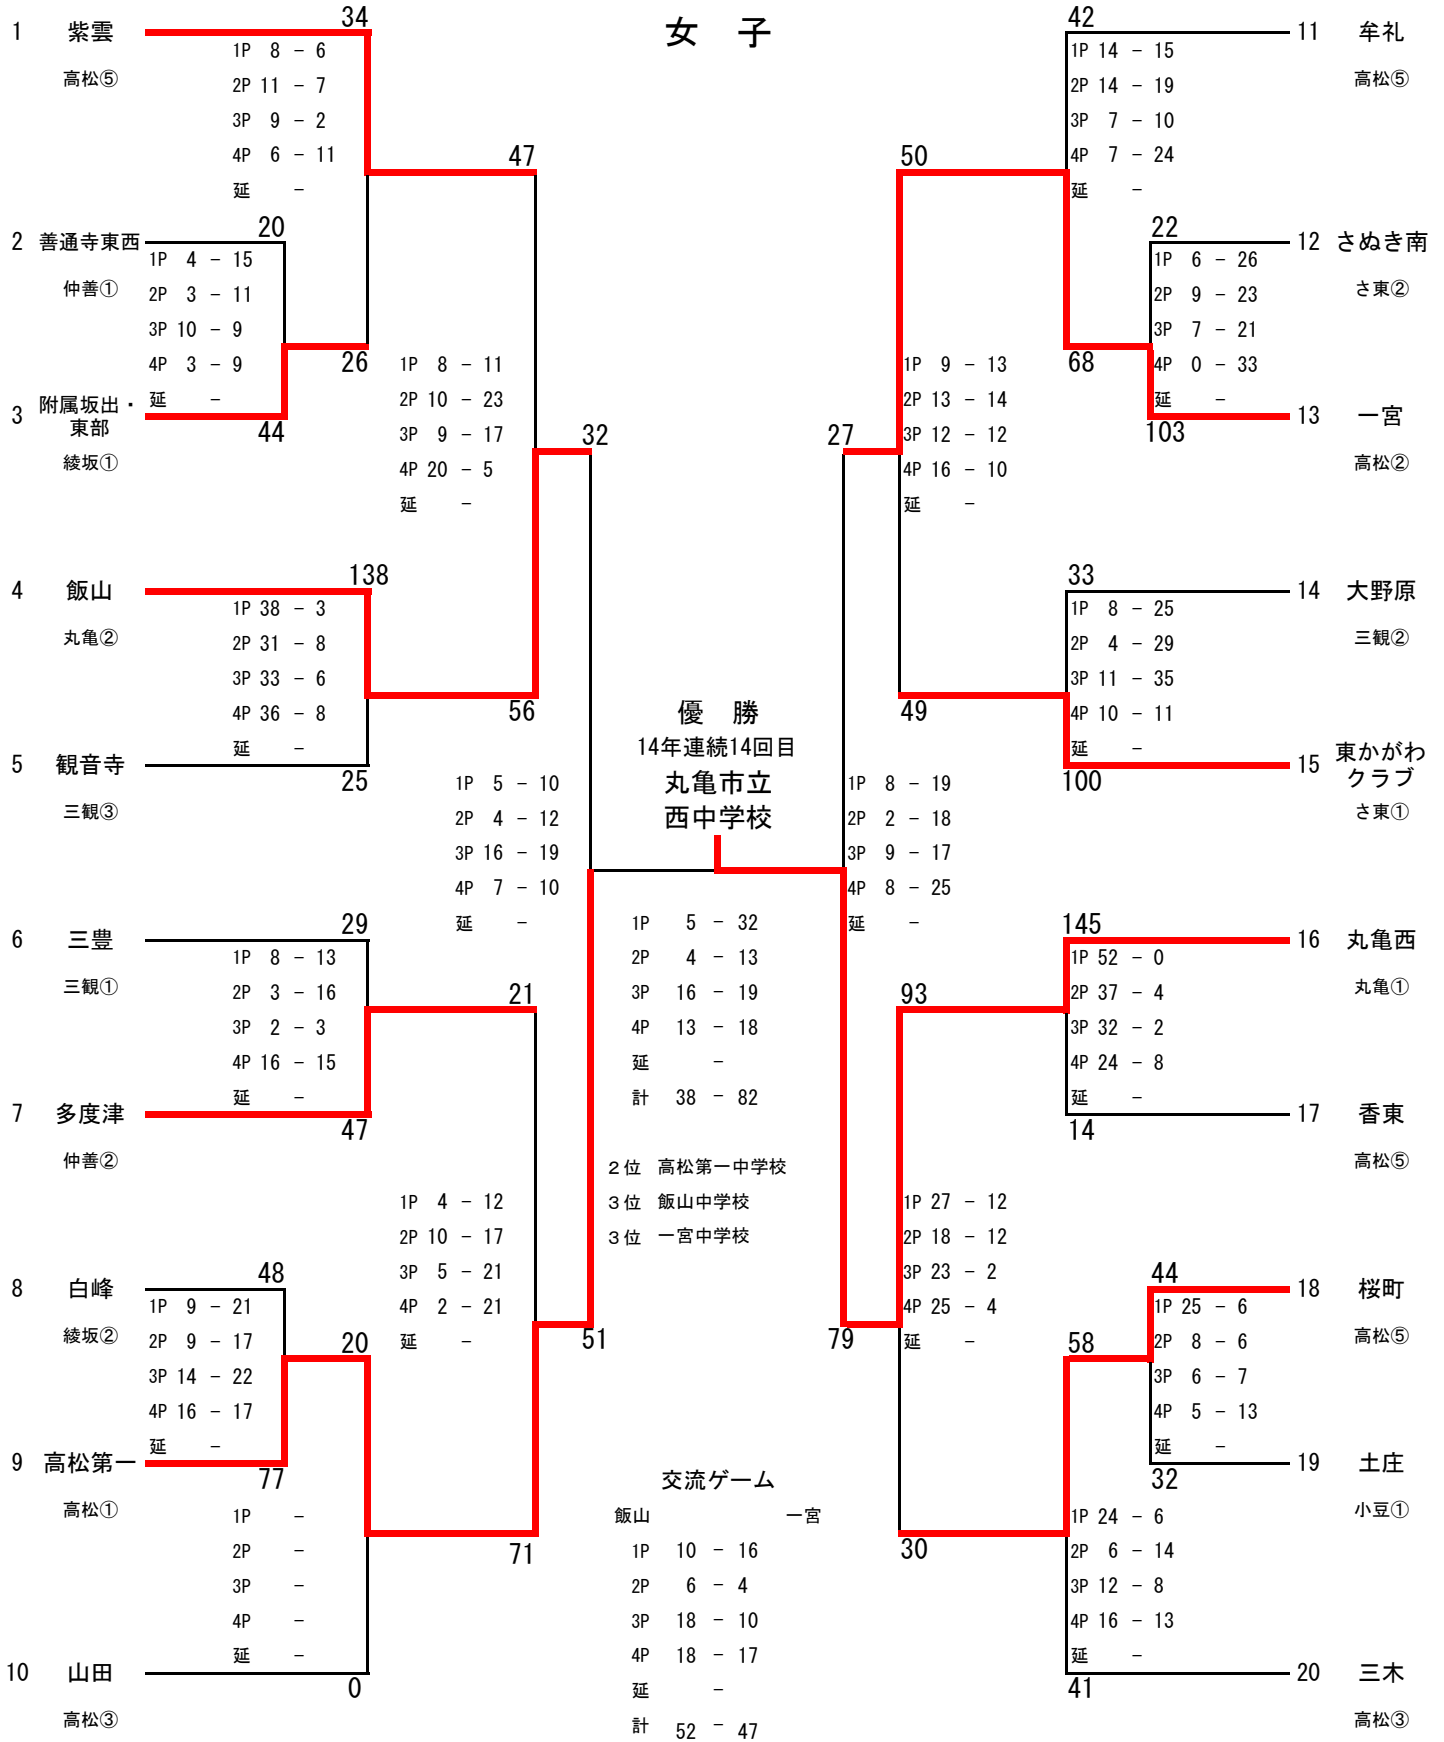 女 子
1 紫雲
高松⑤
34
1P 8 - 6
2P 11 - 7
3P 9 - 2
4P 6 - 11
延 -
2 善通寺東西
仲善①
20
1P 4 - 15
2P 3 - 11
3P 10 - 9
4P 3 - 9
延 -
3 附属坂出・
東部
綾坂①
44
26
47
1P 8 - 11
2P 10 - 23
3P 9 - 17
4P 20 - 5
延 -
32
4 飯山
丸亀②
138
1P 38 - 3
2P 31 - 8
3P 33 - 6
4P 36 - 8
延 -
5 観音寺
三観③
25
56
1P 5 - 10
2P 4 - 12
3P 16 - 19
4P 7 - 10
延 -
6 三豊
三観①
29
1P 8 - 13
2P 3 - 16
3P 2 - 3
4P 16 - 15
延 -
7 多度津
仲善②
47
21
1P 4 - 12
2P 10 - 17
3P 5 - 21
4P 2 - 21
延 -
51
8 白峰
綾坂②
48
1P 9 - 21
2P 9 - 17
3P 14 - 22
4P 16 - 17
延 -
9 高松第一
高松①
77
20
1P -
2P -
3P -
4P -
延 -
71
10 山田
高松③
0
優 勝
14年連続14回目
丸亀市立
西中学校
1P 5 - 32
2P 4 - 13
3P 16 - 19
4P 13 - 18
延 -
計 38 - 82
2位 高松第一中学校
3位 飯山中学校
3位 一宮中学校
交流ゲーム
飯山 一宮
1P 10 - 16
2P 6 - 4
3P 18 - 10
4P 18 - 17
延 -
計 52 - 47
42
11 牟礼
高松⑤
1P 14 - 15
2P 14 - 19
3P 7 - 10
4P 7 - 24
延 -
50
22
12 さぬき南
さ東②
1P 6 - 26
2P 9 - 23
3P 7 - 21
4P 0 - 33
延 -
68
103
13 一宮
高松②
1P 9 - 13
2P 13 - 14
3P 12 - 12
4P 16 - 10
延 -
27
33
14 大野原
三観②
1P 8 - 25
2P 4 - 29
3P 11 - 35
4P 10 - 11
延 -
49
100
15 東かがわ
クラブ
さ東①
1P 8 - 19
2P 2 - 18
3P 9 - 17
4P 8 - 25
延 -
145
16 丸亀西
丸亀①
1P 52 - 0
2P 37 - 4
3P 32 - 2
4P 24 - 8
延 -
93
14
17 香東
高松⑤
1P 27 - 12
2P 18 - 12
3P 23 - 2
4P 25 - 4
延 -
79
44
18 桜町
高松⑤
1P 25 - 6
2P 8 - 6
3P 6 - 7
4P 5 - 13
延 -
58
32
19 土庄
小豆①
30
1P 24 - 6
2P 6 - 14
3P 12 - 8
4P 16 - 13
延 -
41
20 三木
高松③